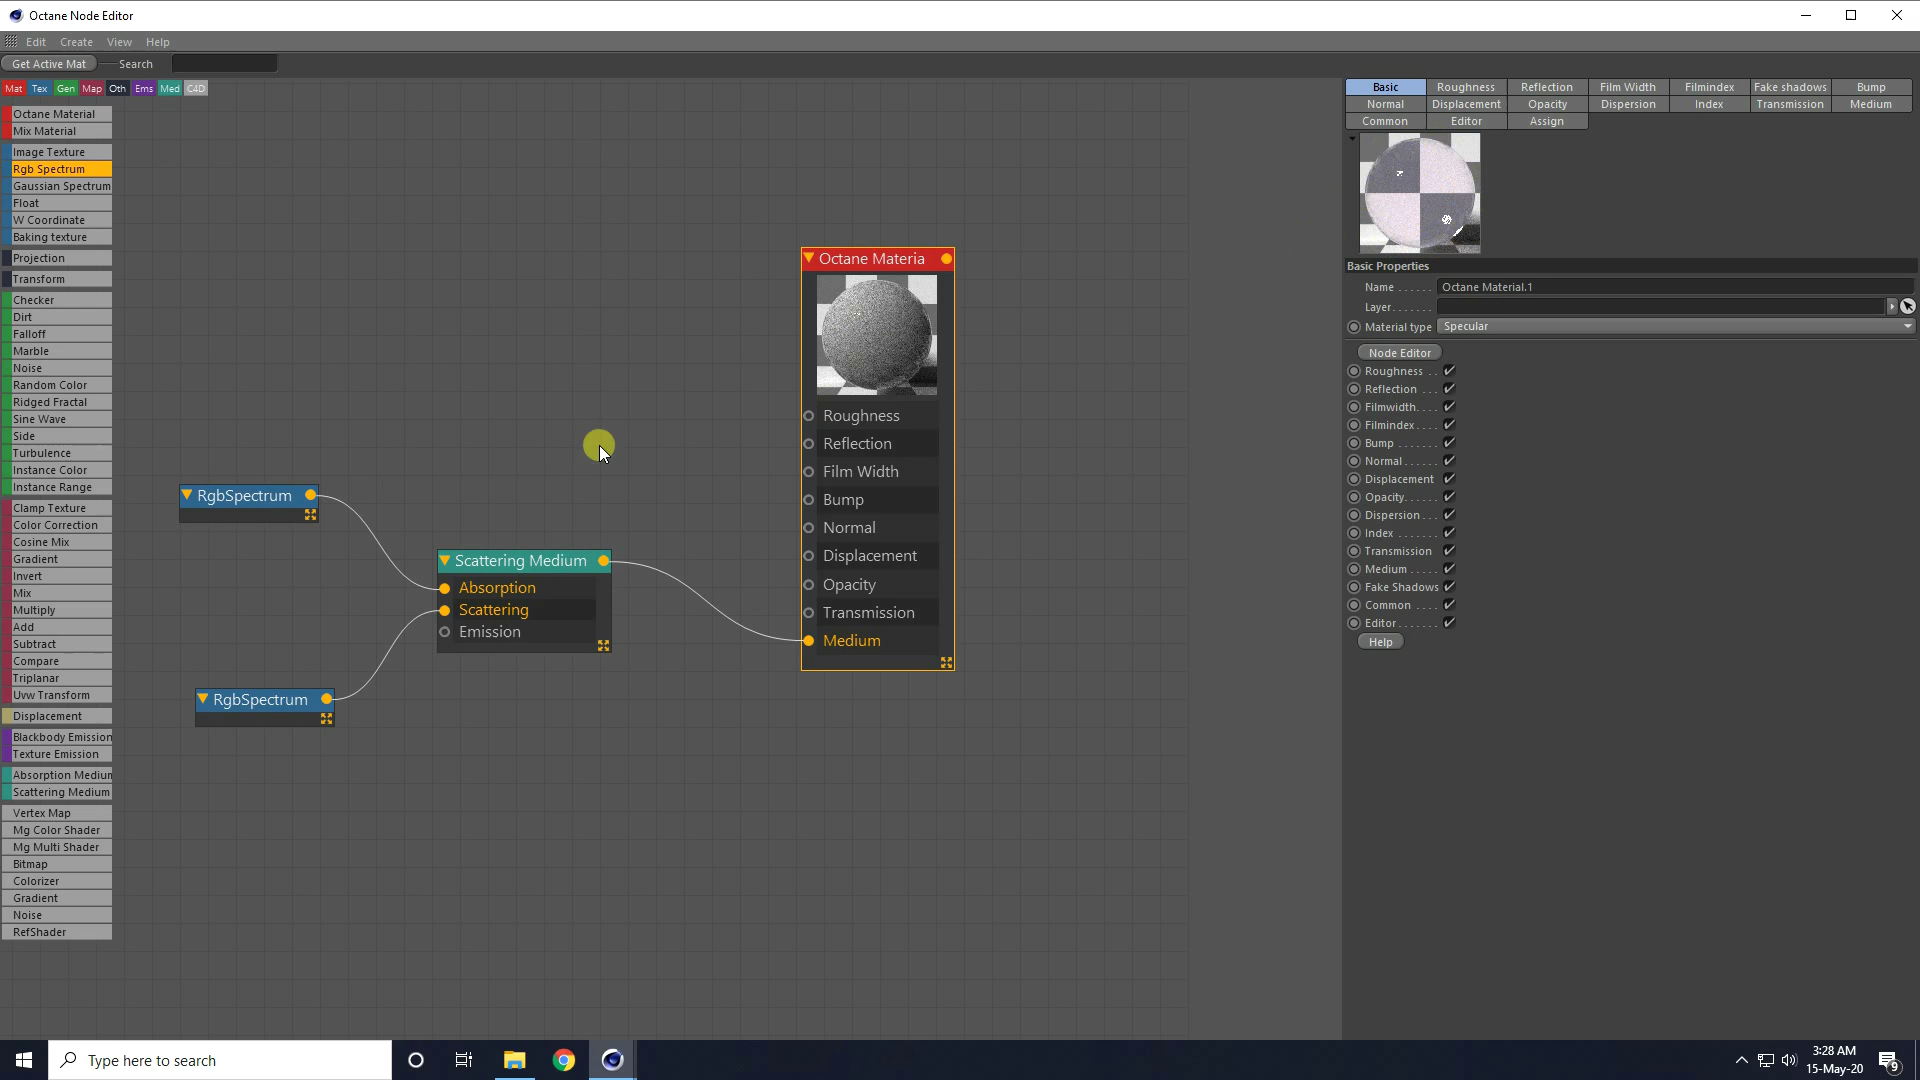 Octane Node Editor
Edit Create View Help
Get Active Mat Search
Mat Tex Gen Map Oth Ems Med C4D
Octane Material
Mix Material
Image Texture
Rgb Spectrum
Gaussian Spectrum
Float
W Coordinate
Baking texture
Projection
Transform
Checker
Dirt
Falloff
Marble
Noise
Random Color
Ridged Fractal
Sine Wave
Side
Turbulence
Instance Color
Instance Range
Clamp Texture
Color Correction
Cosine Mix
Gradient
Invert
Mix
Multiply
Add
Subtract
Compare
Triplanar
Uvw Transform
Displacement
Blackbody Emission
Texture Emission
Absorption Medium
Scattering Medium
Vertex Map
Mg Color Shader
Mg Multi Shader
Bitmap
Colorizer
Gradient
Noise
RefShader
RgbSpectrum
RgbSpectrum
Scattering Medium
Absorption
Scattering
Emission
Octane Materia
Roughness
Reflection
Film Width
Bump
Normal
Displacement
Opacity
Transmission
Medium
Basic Roughness Reflection Film Width Filmindex Fake shadows Bump
Normal Displacement Opacity Dispersion Index Transmission Medium
Common Editor Assign
Basic Properties
Name . . . . . . Octane Material.1
Layer. . . . . . .
Material type Specular
Node Editor
Roughness . .
Reflection . . .
Filmwidth. . . .
Filmindex. . . .
Bump . . . . . . .
Normal. . . . . .
Displacement
Opacity. . . . . .
Dispersion. . .
Index . . . . . . .
Transmission
Medium . . . . .
Fake Shadows
Common . . . .
Editor. . . . . . .
Help
Type here to search
3:28 AM
15-May-20
9